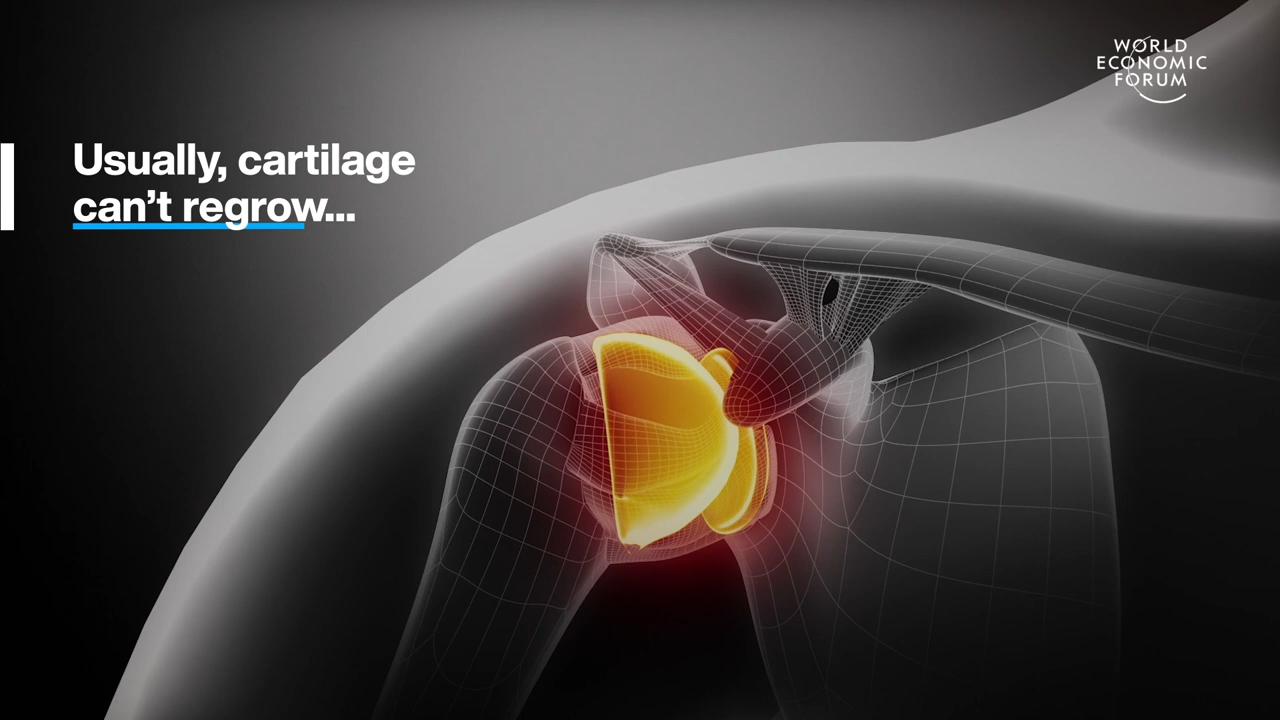 WORLD
ECONOMIC
FORUM
Usually, cartilage
can’t regrow...